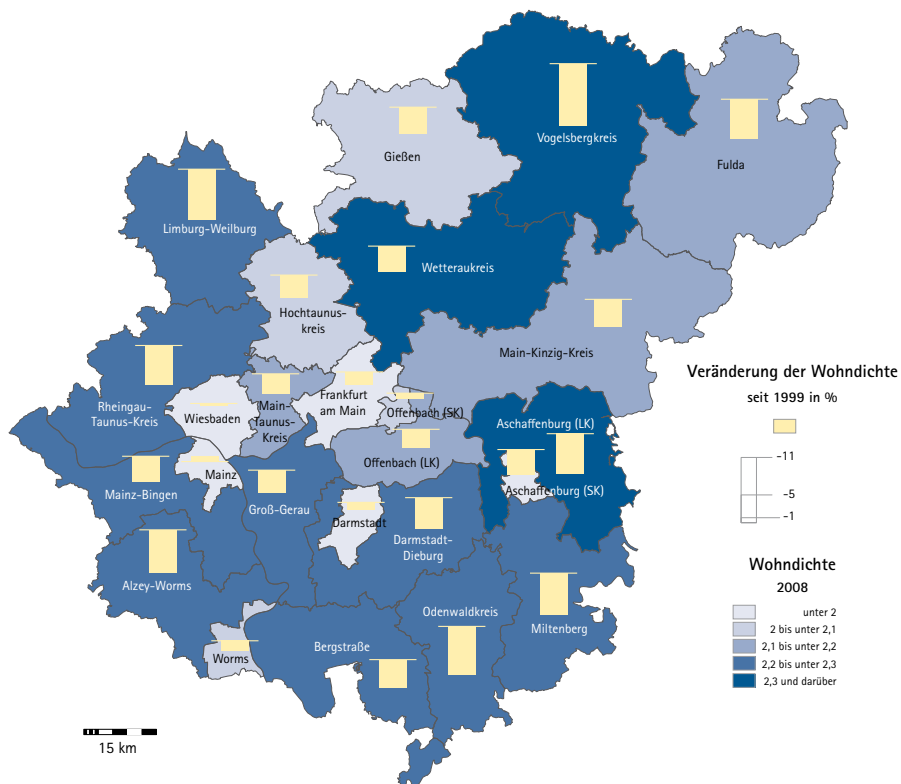 Vogelsbergkreis
Gießen
Fulda
Limburg-Weilburg
Wetteraukreis
Hochtaunus-
kreis
Main-Kinzig-Kreis
Rheingau-
Taunus-Kreis
Wiesbaden
Main-
Taunus-
Kreis
Frankfurt
am Main
Offenbach (SK)
Offenbach (LK)
Aschaffenburg (LK)
Aschaffenburg (SK)
Mainz
Mainz-Bingen
Groß-Gerau
Darmstadt
Darmstadt-
Dieburg
Alzey-Worms
Worms
Bergstraße
Odenwaldkreis
Miltenberg
Veränderung der Wohndichte
seit 1999 in %
-11
-5
-1
Wohndichte
2008
unter 2
2 bis unter 2,1
2,1 bis unter 2,2
2,2 bis unter 2,3
2,3 und darüber
15 km